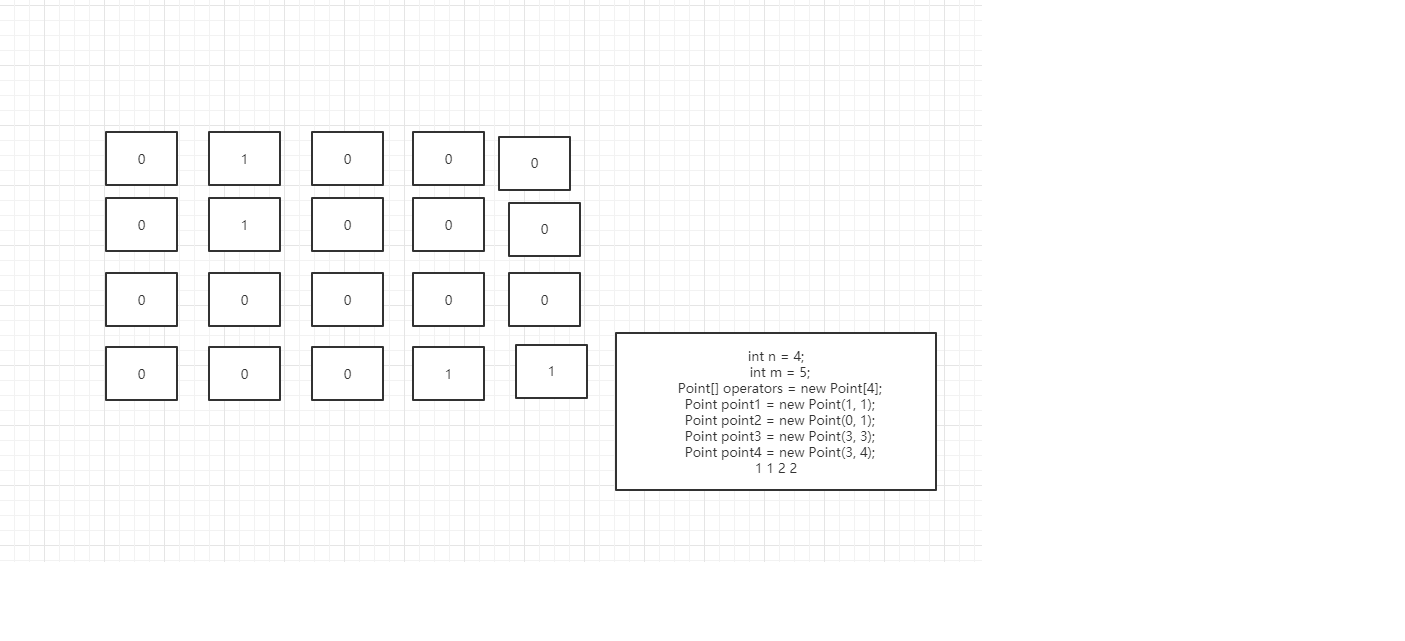 0 1 0 0 0
0 1 0 0 0
0 0 0 0 0
0 0 0 1 1
int n = 4;
int m = 5;
Point[] operators = new Point[4];
Point point1 = new Point(1, 1);
Point point2 = new Point(0, 1);
Point point3 = new Point(3, 3);
Point point4 = new Point(3, 4);
1 1 2 2